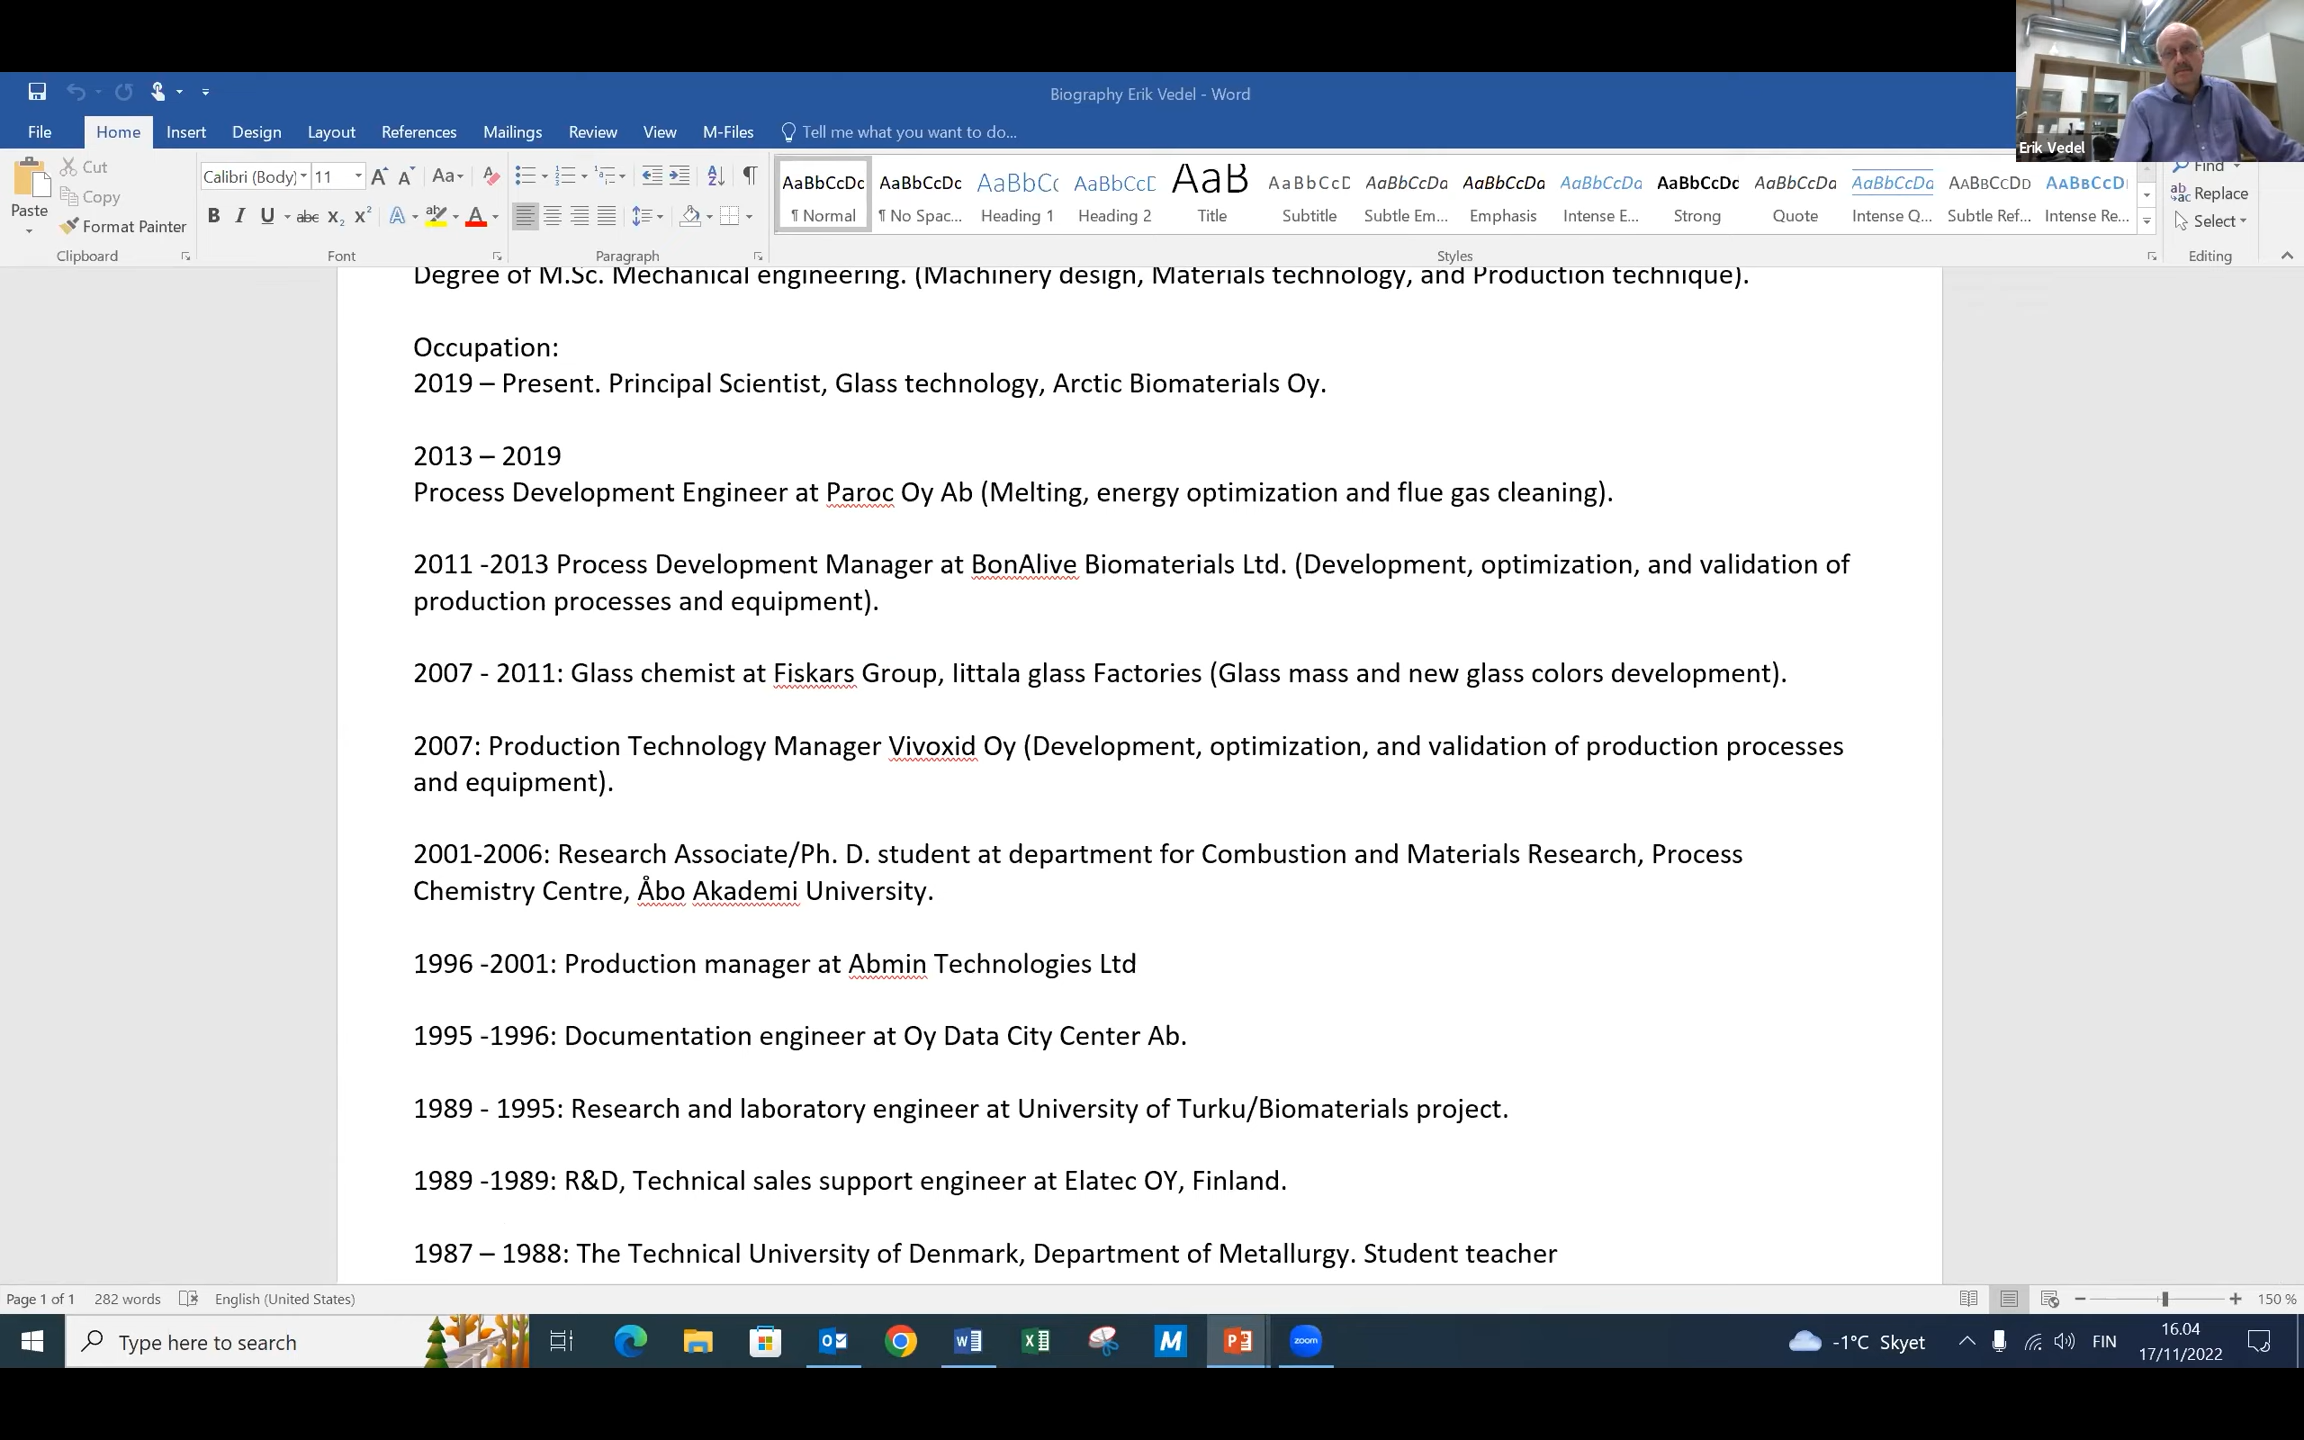 Biography Erik Vedel - Word
Erik Vedel
File Home Insert Design Layout References Mailings Review View M-Files Tell me what you want to do...
Paste
Cut
Copy
Format Painter
Clipboard
Calibri (Body) 11
Font
Paragraph
AaBbCcDc AaBbCcDc AaBbCc AaBbCcD AaB AaBbCcD AaBbCcDa AaBbCcDa AaBbCcDa AaBbCcDc AaBbCcDa AaBbCcDa AaBbCcDd AaBbCcD
¶ Normal ¶ No Spac... Heading 1 Heading 2 Title Subtitle Subtle Em... Emphasis Intense E... Strong Quote Intense Q... Subtle Ref... Intense Re...
Styles
Find
Replace
Select
Editing
Degree of M.Sc. Mechanical engineering. (Machinery design, Materials technology, and Production technique).
Occupation:
2019 – Present. Principal Scientist, Glass technology, Arctic Biomaterials Oy.
2013 – 2019
Process Development Engineer at Paroc Oy Ab (Melting, energy optimization and flue gas cleaning).
2011 -2013 Process Development Manager at BonAlive Biomaterials Ltd. (Development, optimization, and validation of
production processes and equipment).
2007 - 2011: Glass chemist at Fiskars Group, Iittala glass Factories (Glass mass and new glass colors development).
2007: Production Technology Manager Vivoxid Oy (Development, optimization, and validation of production processes
and equipment).
2001-2006: Research Associate/Ph. D. student at department for Combustion and Materials Research, Process
Chemistry Centre, Åbo Akademi University.
1996 -2001: Production manager at Abmin Technologies Ltd
1995 -1996: Documentation engineer at Oy Data City Center Ab.
1989 - 1995: Research and laboratory engineer at University of Turku/Biomaterials project.
1989 -1989: R&D, Technical sales support engineer at Elatec OY, Finland.
1987 – 1988: The Technical University of Denmark, Department of Metallurgy. Student teacher
Page 1 of 1 282 words English (United States) 150 %
Type here to search
zoom
-1°C Skyet
FIN
16.04
17/11/2022